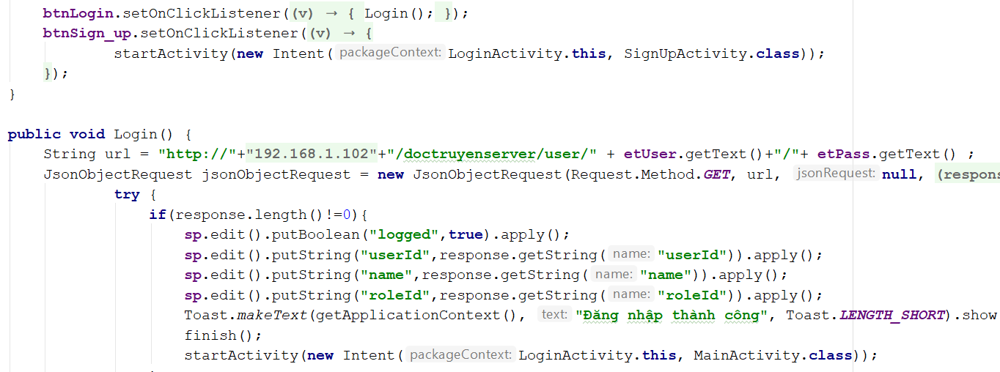 btnLogin.setOnClickListener((v) → { Login(); });
btnSign_up.setOnClickListener((v) → {
startActivity(new Intent( packageContext: LoginActivity.this, SignUpActivity.class));
});
}
public void Login() {
String url = "http://"+"192.168.1.102"+"/doctruyenserver/user/" + etUser.getText()+"/"+ etPass.getText() ;
JsonObjectRequest jsonObjectRequest = new JsonObjectRequest(Request.Method.GET, url, jsonRequest: null, (respons
try {
if(response.length()!=0){
sp.edit().putBoolean("logged",true).apply();
sp.edit().putString("userId",response.getString( name: "userId")).apply();
sp.edit().putString("name",response.getString( name: "name")).apply();
sp.edit().putString("roleId",response.getString( name: "roleId")).apply();
Toast.makeText(getApplicationContext(), text: "Đăng nhập thành công", Toast.LENGTH_SHORT).show
finish();
startActivity(new Intent( packageContext: LoginActivity.this, MainActivity.class));